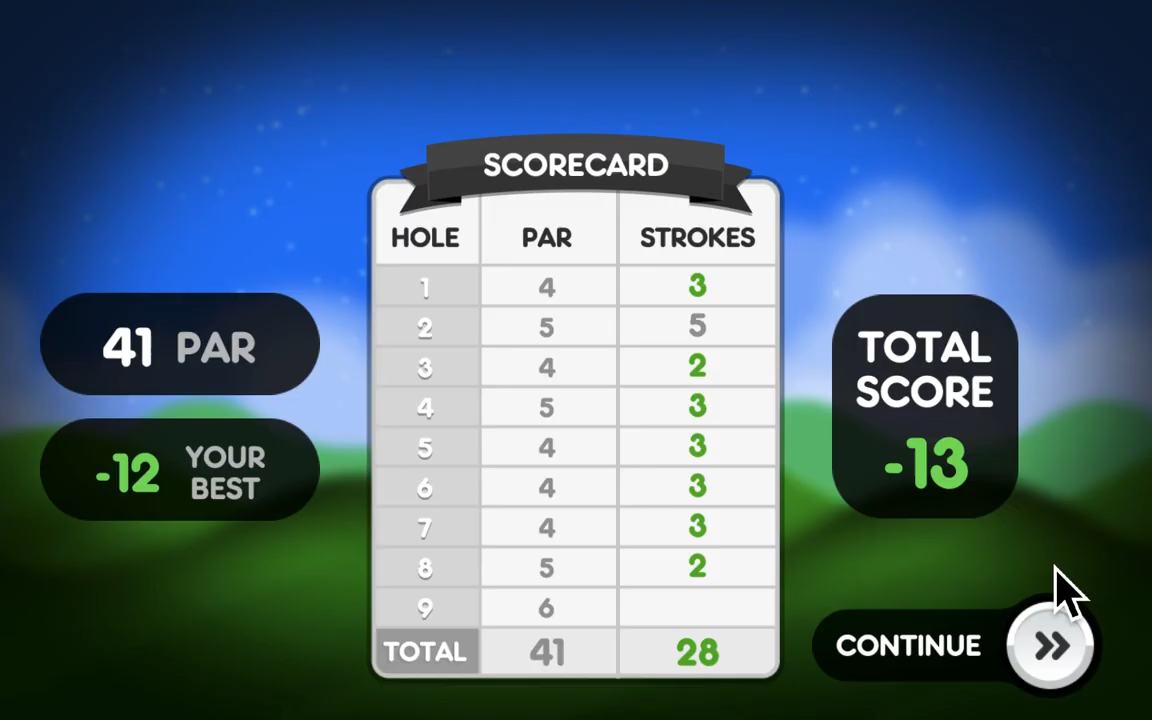 SCORECARD
HOLE PAR STROKES
1 4 3
2 5 5
3 4 2
4 5 3
5 4 3
6 4 3
7 4 3
8 5 2
9 6
TOTAL 41 28
41 PAR
-12 YOUR
BEST
TOTAL
SCORE
-13
CONTINUE